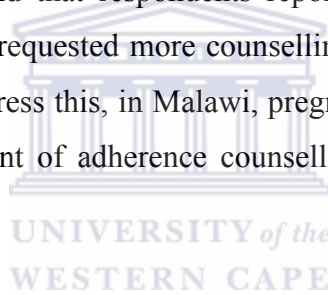 nd that respondents repor
requested more counsellin
ress this, in Malawi, pregn
nt of adherence counsell
UNIVERSITY of the
WESTERN CAPE